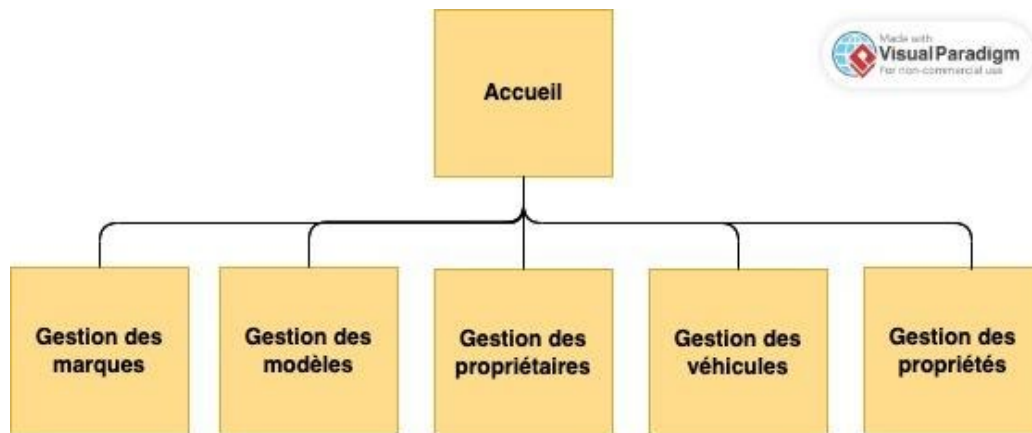 Made with
Visual Paradigm
For non-commercial use
Accueil
Gestion des
marques
Gestion des
modèles
Gestion des
propriétaires
Gestion des
véhicules
Gestion des
propriétés